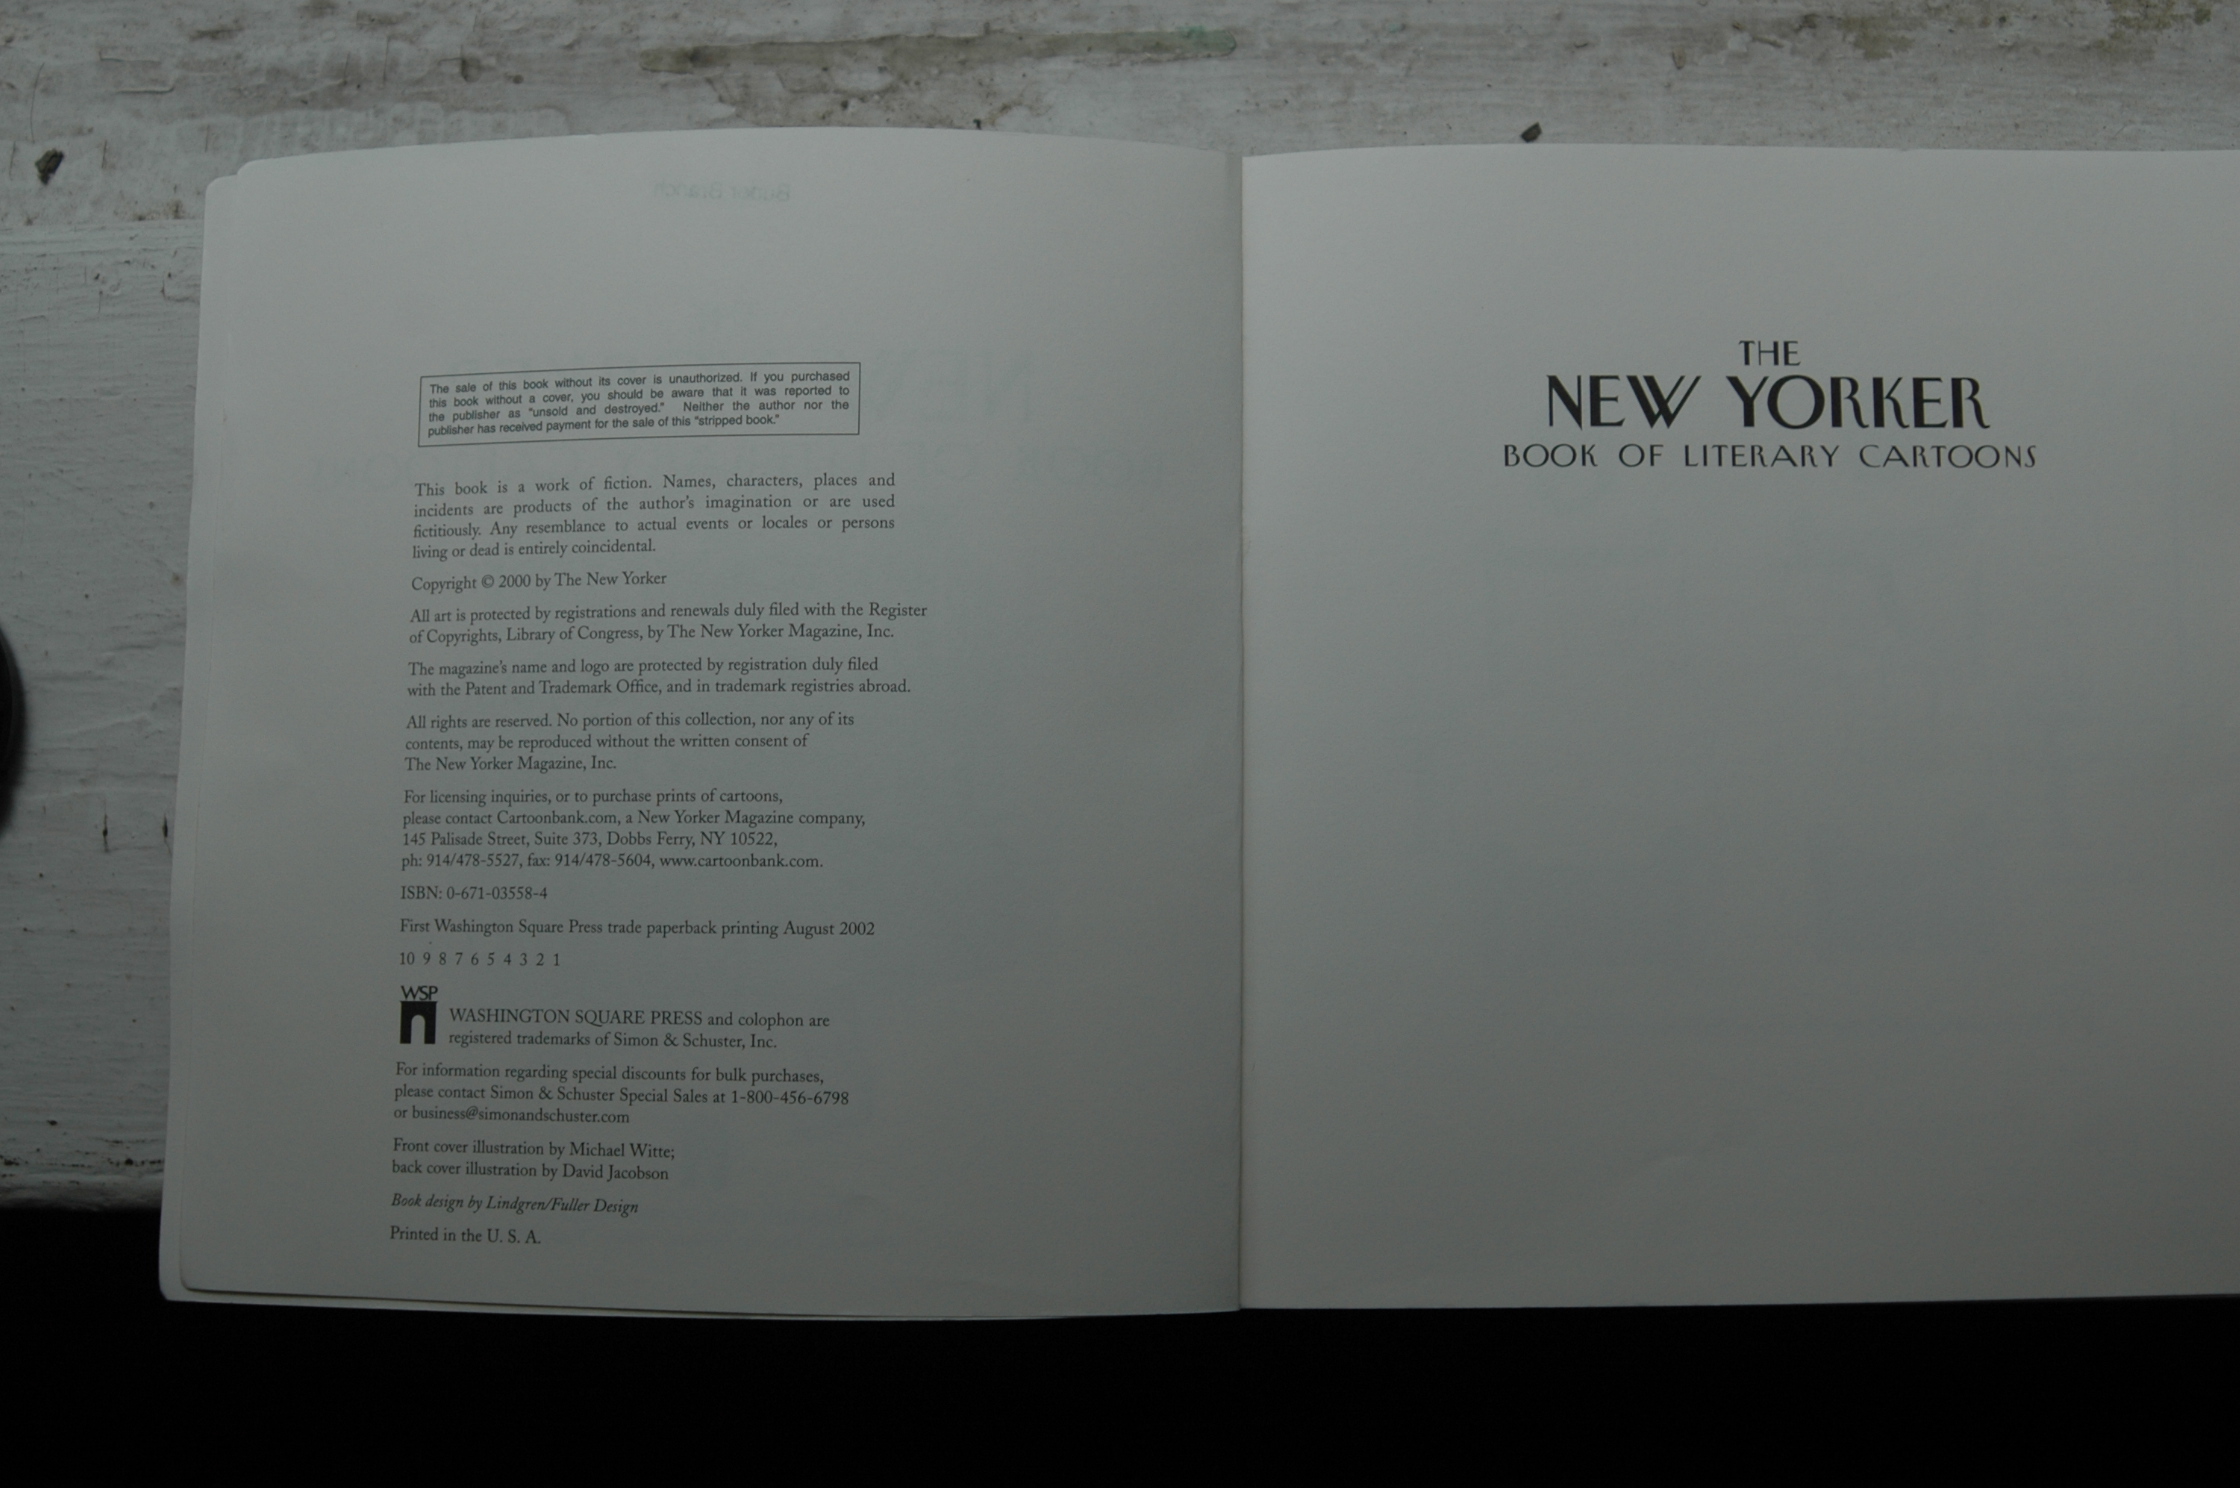 The sale of this book without its cover is unauthorized. If you purchased
this book without a cover, you should be aware that it was reported to
the publisher as "unsold and destroyed." Neither the author nor the
publisher has received payment for the sale of this "stripped book."
This book is a work of fiction. Names, characters, places and
incidents are products of the author's imagination or are used
fictitiously. Any resemblance to actual events or locales or persons
living or dead is entirely coincidental.
Copyright © 2000 by The New Yorker
All art is protected by registrations and renewals duly filed with the Register
of Copyrights, Library of Congress, by The New Yorker Magazine, Inc.
The magazine's name and logo are protected by registration duly filed
with the Patent and Trademark Office, and in trademark registries abroad.
All rights are reserved. No portion of this collection, nor any of its
contents, may be reproduced without the written consent of
The New Yorker Magazine, Inc.
For licensing inquiries, or to purchase prints of cartoons,
please contact Cartoonbank.com, a New Yorker Magazine company,
145 Palisade Street, Suite 373, Dobbs Ferry, NY 10522,
ph: 914/478-5527, fax: 914/478-5604, www.cartoonbank.com.
ISBN: 0-671-03558-4
First Washington Square Press trade paperback printing August 2002
10 9 8 7 6 5 4 3 2 1
WSP
WASHINGTON SQUARE PRESS and colophon are
registered trademarks of Simon & Schuster, Inc.
For information regarding special discounts for bulk purchases,
please contact Simon & Schuster Special Sales at 1-800-456-6798
or business@simonandschuster.com
Front cover illustration by Michael Witte;
back cover illustration by David Jacobson
Book design by Lindgren/Fuller Design
Printed in the U. S. A.
THE
NEW YORKER
BOOK OF LITERARY CARTOONS